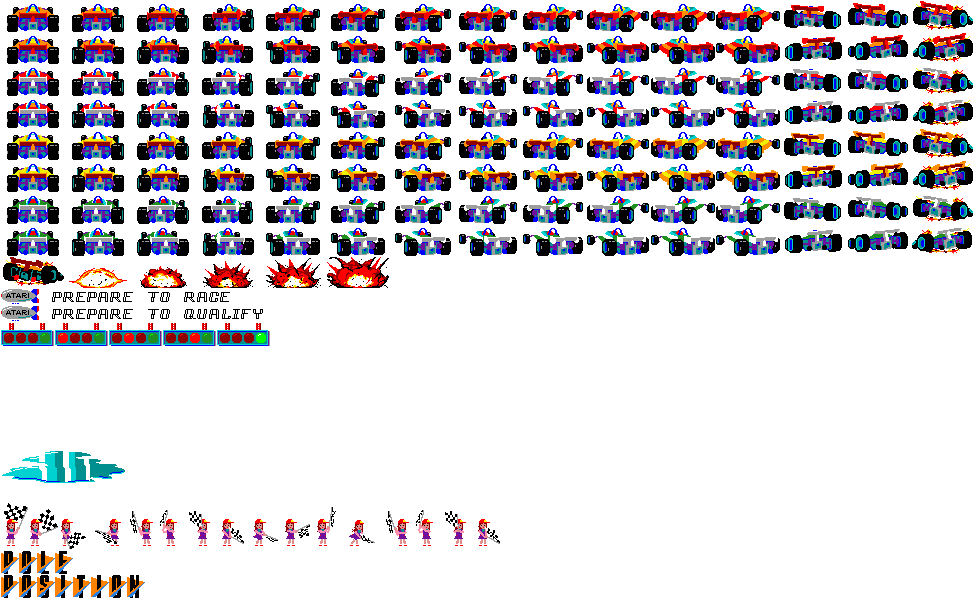 ATARI PREPARE TO RACE
ATARI PREPARE TO QUALIFY
POLE
POSITION